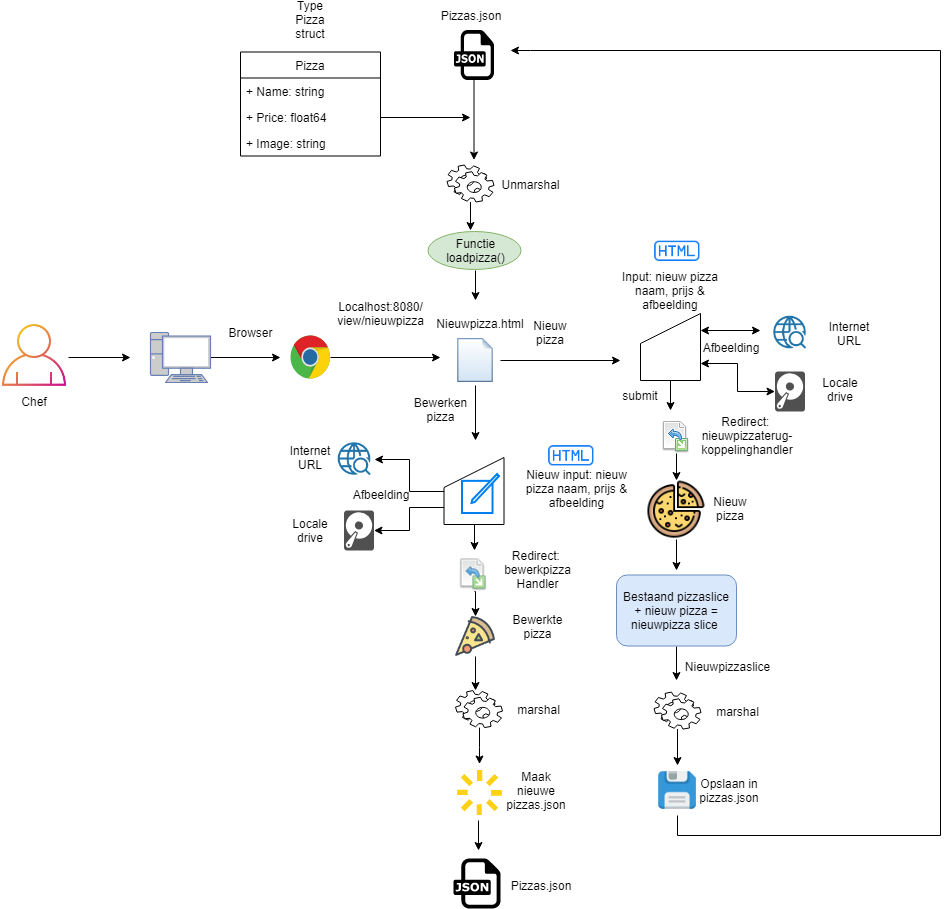 Type
Pizza
struct
Pizzas.json
JSON
Pizza
+ Name: string
+ Price: float64
+ Image: string
Unmarshal
Functie
loadpizza()
HTML
Input: nieuw pizza
naam, prijs &
afbeelding
Localhost:8080/
view/nieuwpizza
Nieuwpizza.html
Nieuw
pizza
Browser
Chef
Internet
URL
Afbeelding
Locale
drive
submit
Bewerken
pizza
Redirect:
nieuwpizzaterug-
koppelinghandler
Internet
URL
HTML
Nieuw input: nieuw
pizza naam, prijs &
afbeelding
Afbeelding
Locale
drive
Nieuw
pizza
Redirect:
bewerkpizza
Handler
Bestaand pizzaslice
+ nieuw pizza =
nieuwpizza slice
Bewerkte
pizza
Nieuwpizzaslice
marshal
marshal
Maak
nieuwe
pizzas.json
Opslaan in
pizzas.json
JSON
Pizzas.json